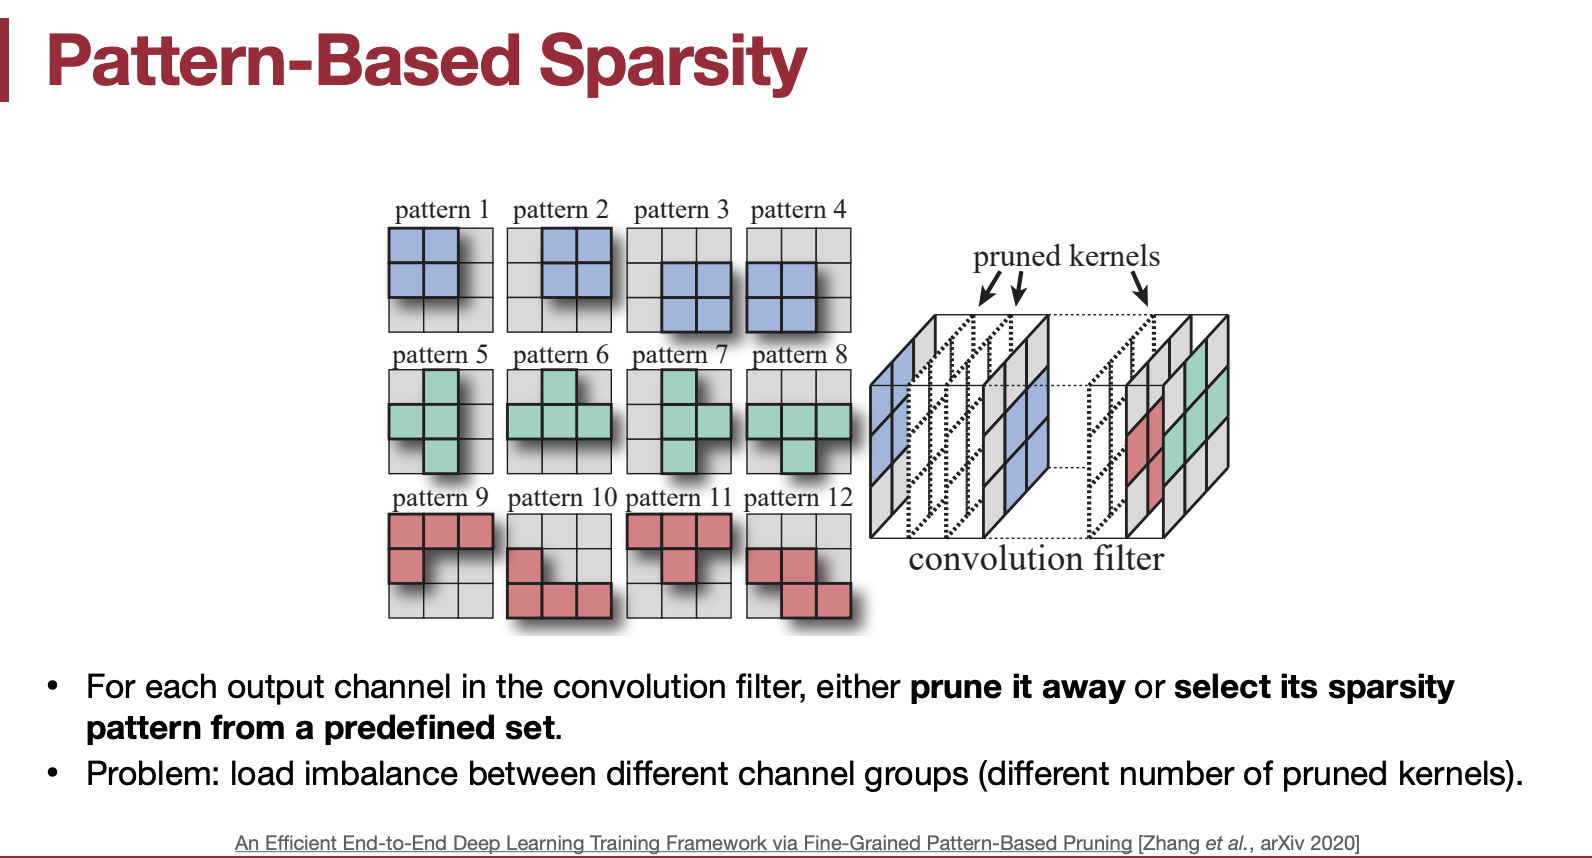 Pattern-Based Sparsity
pattern 1
pattern 2
pattern 3
pattern 4
pattern 5
pattern 6
pattern 7
pattern 8
pattern 9
pattern 10
pattern 11
pattern 12
pruned kernels
convolution filter
• For each output channel in the convolution filter, either prune it away or select its sparsity
pattern from a predefined set.
• Problem: load imbalance between different channel groups (different number of pruned kernels).
An Efficient End-to-End Deep Learning Training Framework via Fine-Grained Pattern-Based Pruning [Zhang et al., arXiv 2020]